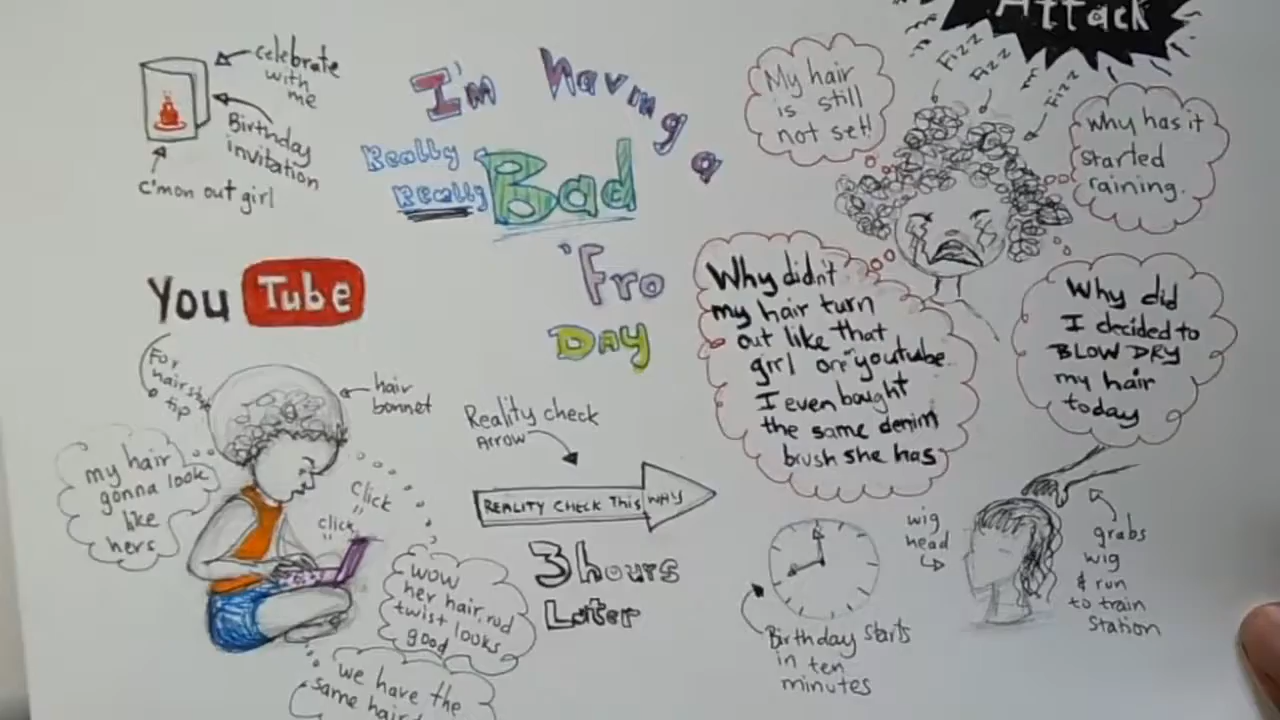 celebrate
with
me
Birthday
invitation
C'mon out girl
I'm Having a
Really
Really
Bad
'Fro
DAY
Attack
Fizz
Fizz
Fizz
My hair
is still
not set!
Why has it
started
raining.
Why didn't
my hair turn
out like that
girl on youtube
I even bought
the same denim
brush she has
Why did
I decided to
BLOW DRY
my hair
today
YouTube
For
hairstyle
tip
hair
bonnet
my hair
gonna look
like
hers
click
click
wow
her hair, rod
twist looks
good
we have the
same hair
Reality check
Arrow
REALITY CHECK This WAY
3 hours
Later
Birthday starts
in ten
minutes
wig
head
grabs
wig
& run
to train
station